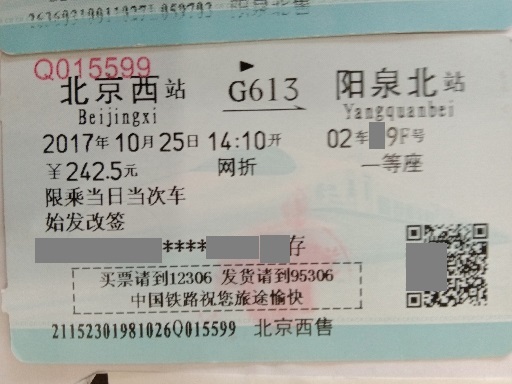 阳泉北售
Q015599
北京西站 G613 阳泉北站
Beijingxi Yangquanbei
2017年10月25日 14:10开 02车 9F号
￥242.5元 网折 一等座
限乘当日当次车
始发改签
**** 存
买票请到12306 发货请到95306
中国铁路祝您旅途愉快
21152301981026Q015599 北京西售